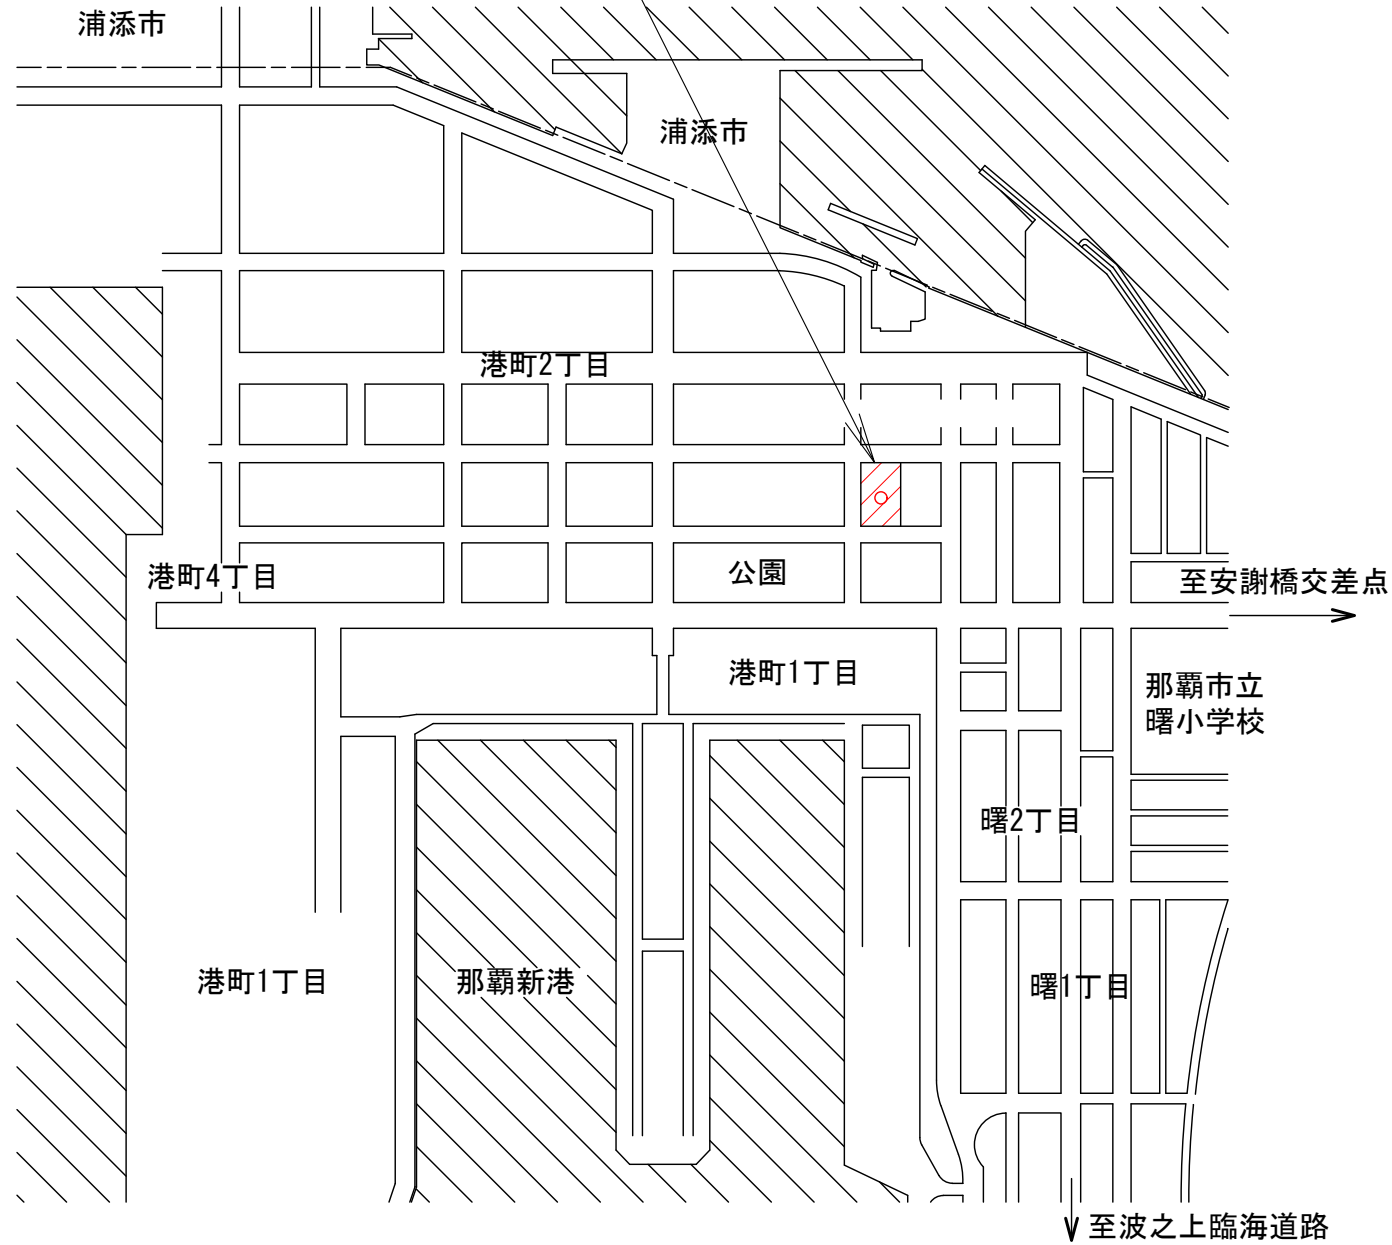 浦添市
浦添市
港町2丁目
港町4丁目
公園
至安謝橋交差点
港町1丁目
那覇市立
曙小学校
曙2丁目
港町1丁目
那覇新港
曙1丁目
至波之上臨海道路